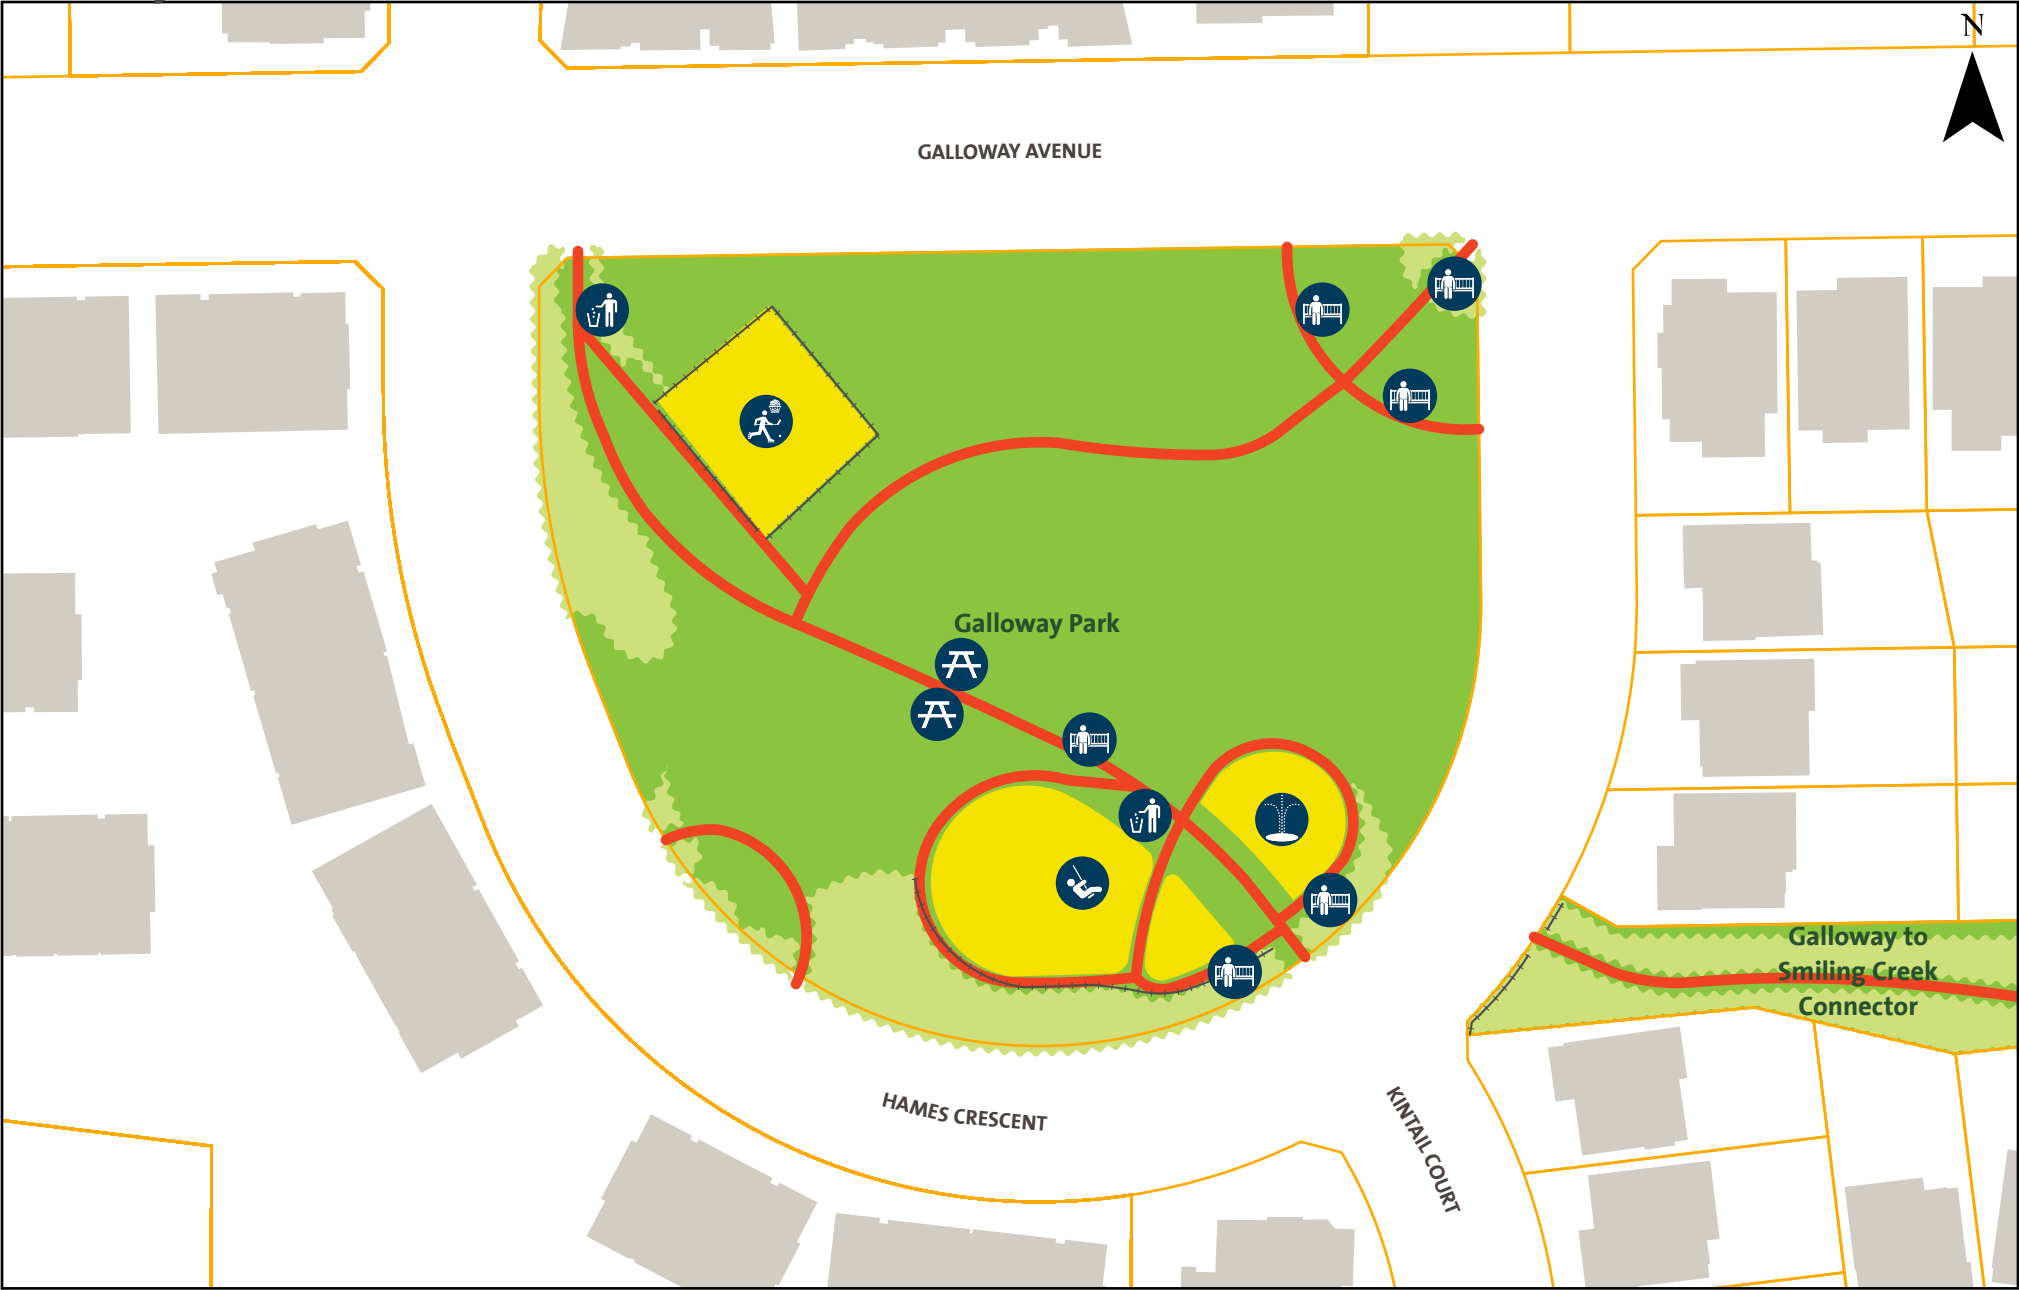 N
GALLOWAY AVENUE
Galloway Park
Galloway to
Smiling Creek
Connector
HAMES CRESCENT
KINTAIL COURT